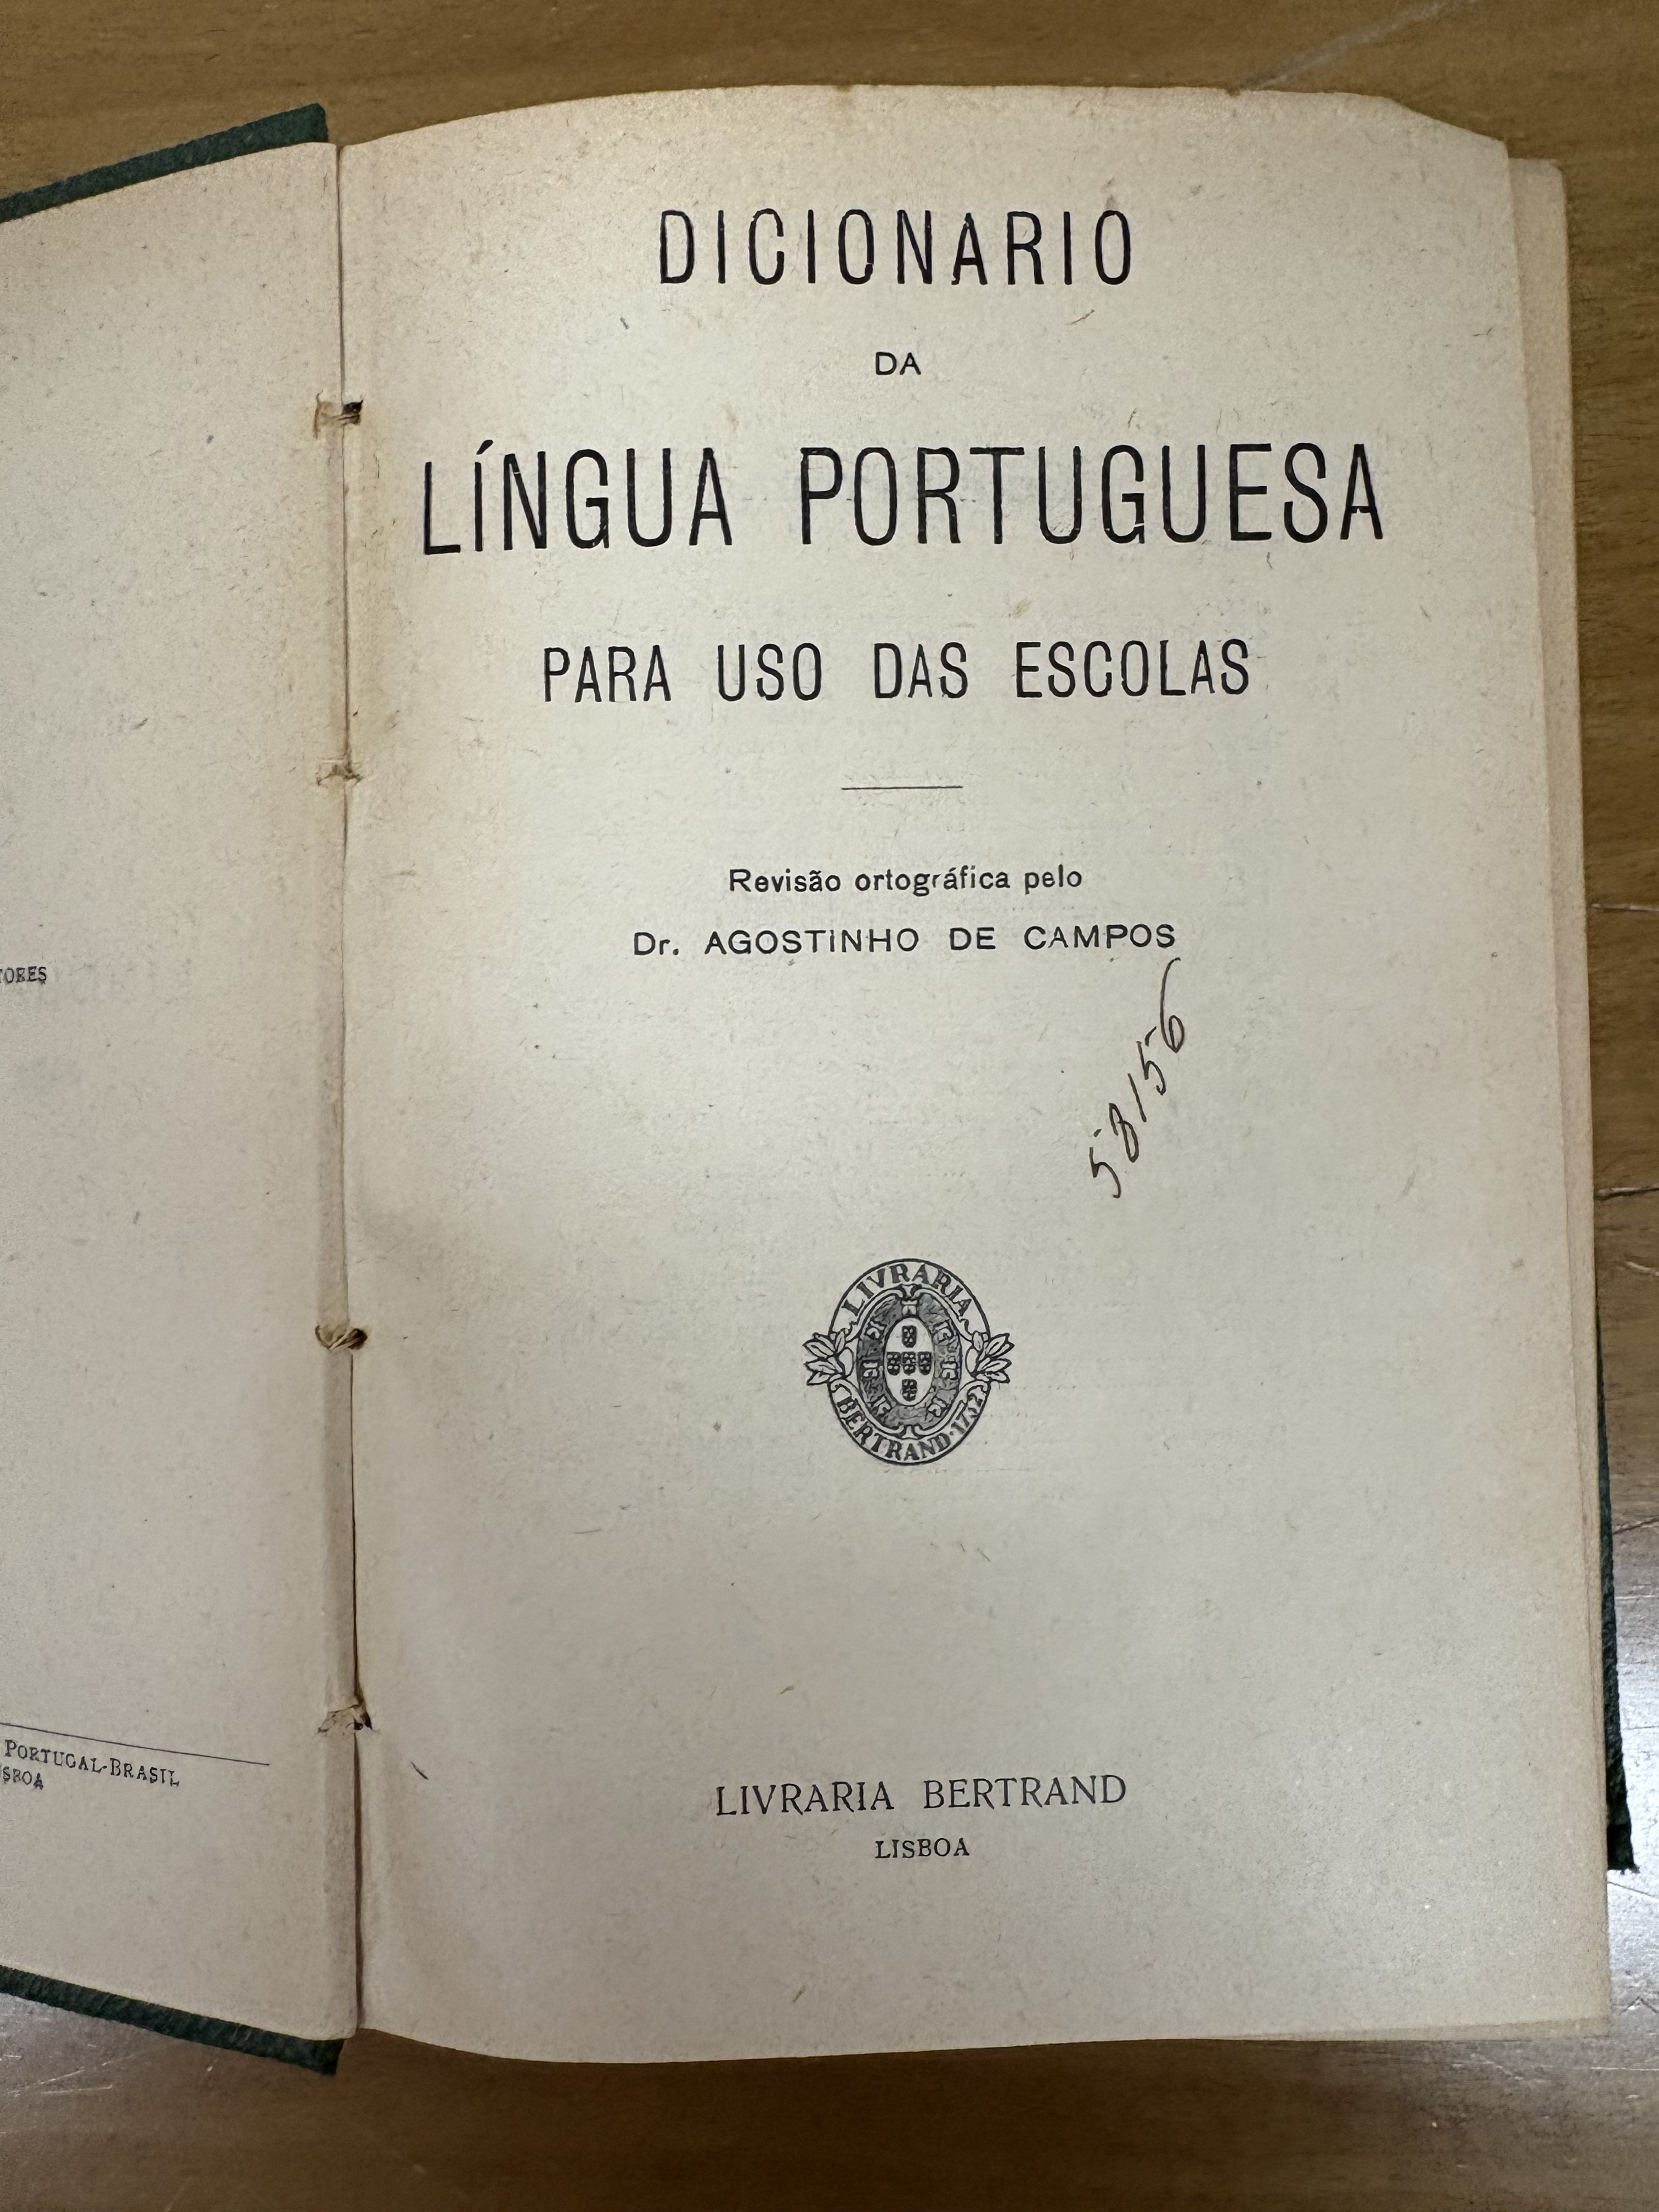 DICIONARIO
DA
LÍNGUA PORTUGUESA
PARA USO DAS ESCOLAS
Revisão ortográfica pelo
Dr. AGOSTINHO DE CAMPOS
58156
LIVRARIA
BERTRAND·1732
LIVRARIA BERTRAND
LISBOA
PORTUGAL-BRASIL